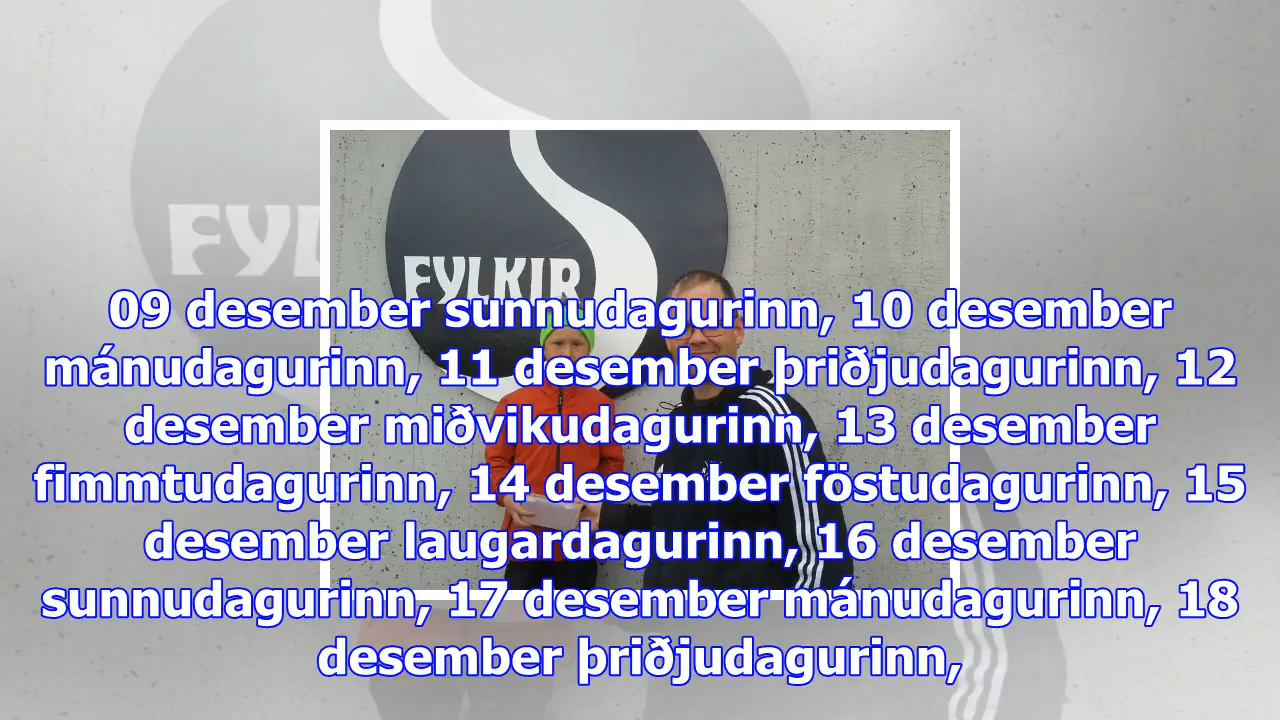 FYLKIR
09 desember sunnudagurinn, 10 desember
mánudagurinn, 11 desember þriðjudagurinn, 12
desember miðvikudagurinn, 13 desember
fimmtudagurinn, 14 desember föstudagurinn, 15
desember laugardagurinn, 16 desember
sunnudagurinn, 17 desember mánudagurinn, 18
desember þriðjudagurinn,